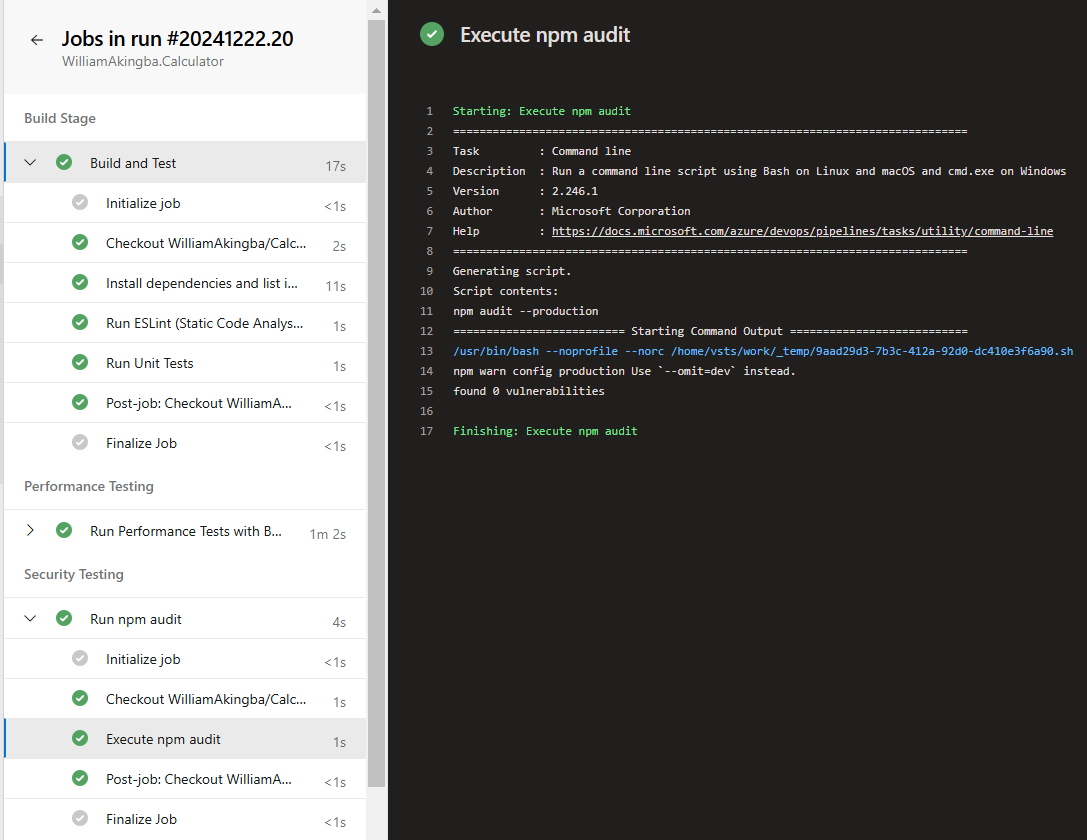 Jobs in run #20241222.20
WilliamAkingba.Calculator
Build Stage
Build and Test 17s
Initialize job <1s
Checkout WilliamAkingba/Calc... 2s
Install dependencies and list i... 11s
Run ESLint (Static Code Analys... 1s
Run Unit Tests 1s
Post-job: Checkout WilliamA... <1s
Finalize Job <1s
Performance Testing
Run Performance Tests with B... 1m 2s
Security Testing
Run npm audit 4s
Initialize job <1s
Checkout WilliamAkingba/Calc... 1s
Execute npm audit 1s
Post-job: Checkout WilliamA... <1s
Finalize Job <1s
Execute npm audit
1 Starting: Execute npm audit
2 ==============================================================================
3 Task : Command line
4 Description : Run a command line script using Bash on Linux and macOS and cmd.exe on Windows
5 Version : 2.246.1
6 Author : Microsoft Corporation
7 Help : https://docs.microsoft.com/azure/devops/pipelines/tasks/utility/command-line
8 ==============================================================================
9 Generating script.
10 Script contents:
11 npm audit --production
12 ========================== Starting Command Output ===========================
13 /usr/bin/bash --noprofile --norc /home/vsts/work/_temp/9aad29d3-7b3c-412a-92d0-dc410e3f6a90.sh
14 npm warn config production Use `--omit=dev` instead.
15 found 0 vulnerabilities
16
17 Finishing: Execute npm audit